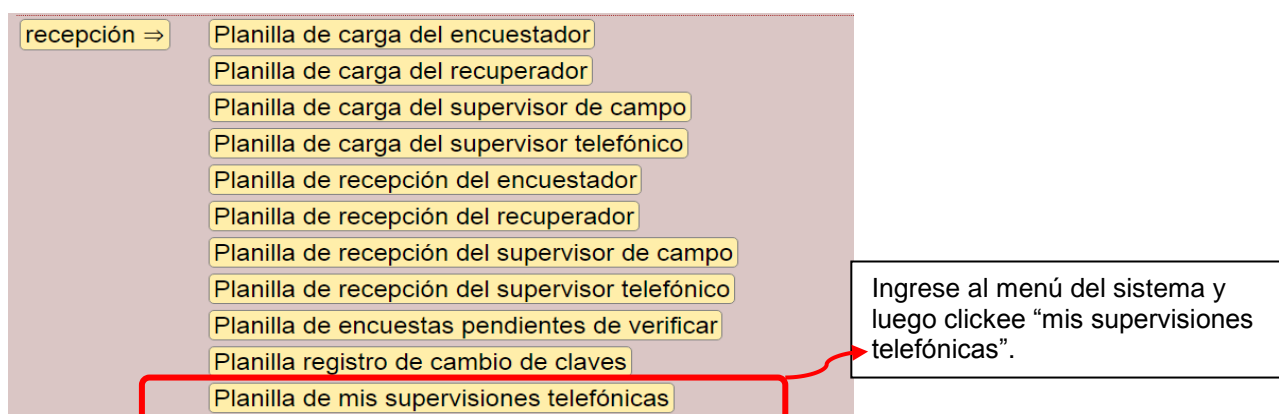 recepción ⇒
Planilla de carga del encuestador
Planilla de carga del recuperador
Planilla de carga del supervisor de campo
Planilla de carga del supervisor telefónico
Planilla de recepción del encuestador
Planilla de recepción del recuperador
Planilla de recepción del supervisor de campo
Planilla de recepción del supervisor telefónico
Planilla de encuestas pendientes de verificar
Planilla registro de cambio de claves
Planilla de mis supervisiones telefónicas
Ingrese al menú del sistema y
luego clickee “mis supervisiones
telefónicas”.